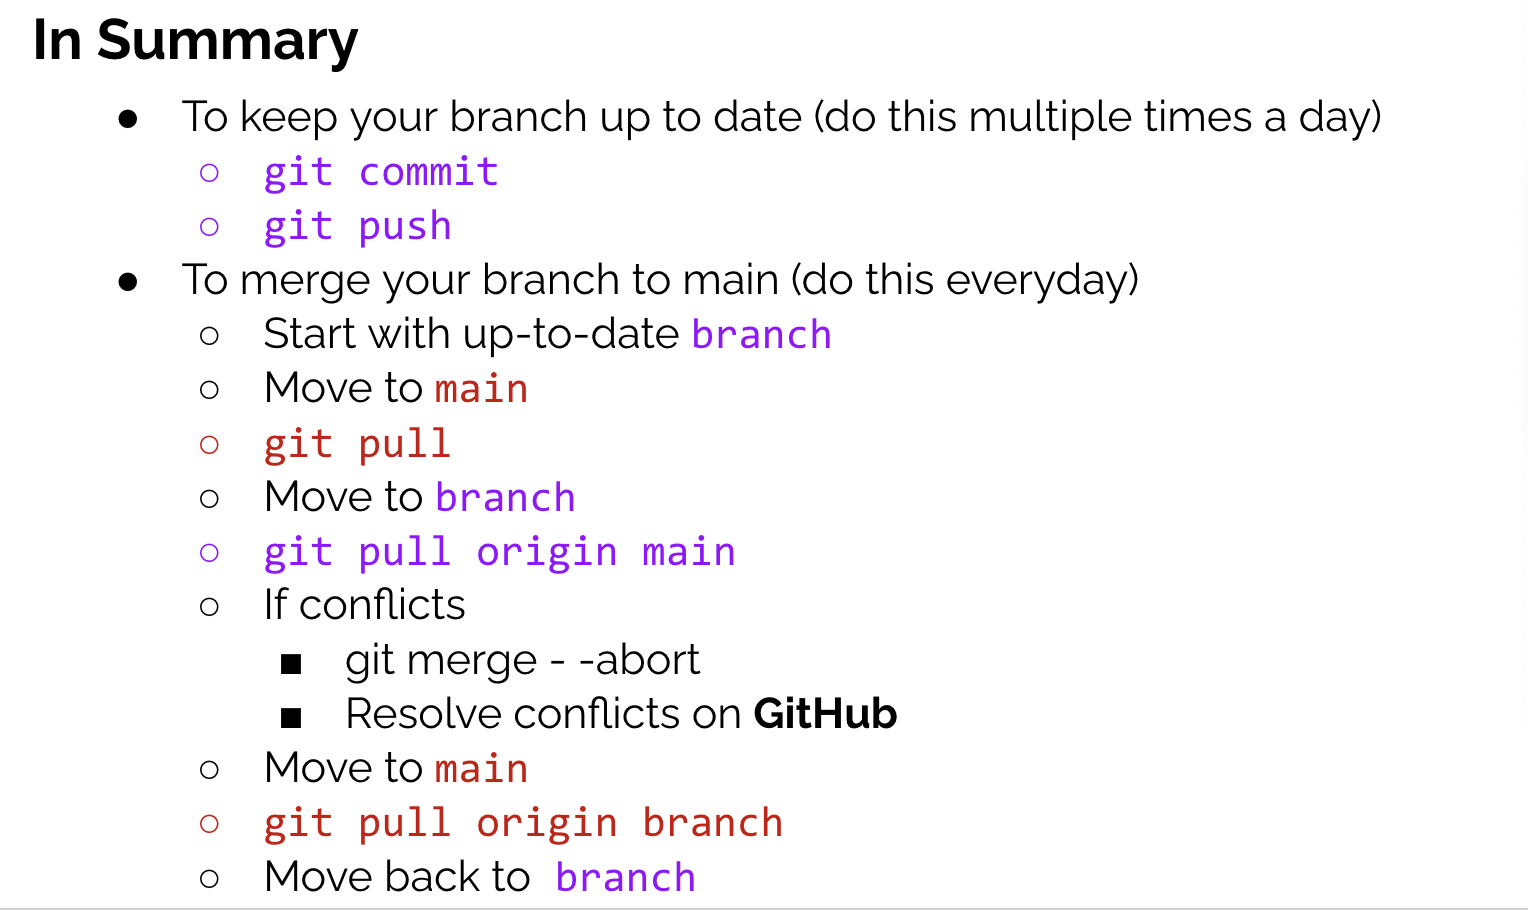 In Summary
● To keep your branch up to date (do this multiple times a day)
○ git commit
○ git push
● To merge your branch to main (do this everyday)
○ Start with up-to-date branch
○ Move to main
○ git pull
○ Move to branch
○ git pull origin main
○ If conflicts
■ git merge - -abort
■ Resolve conflicts on GitHub
○ Move to main
○ git pull origin branch
○ Move back to branch